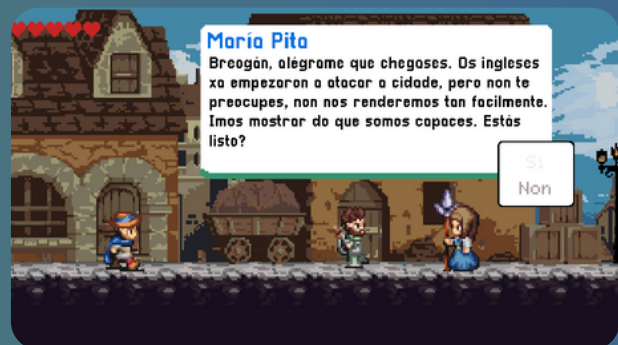 María Pita
Breogán, alégrame que chegases. Os ingleses
xa empezaron a atacar a cidade, pero non te
preocupes, non nos renderemos tan facilmente.
Imos mostrar do que somos capaces. Estás
listo?
Si
Non